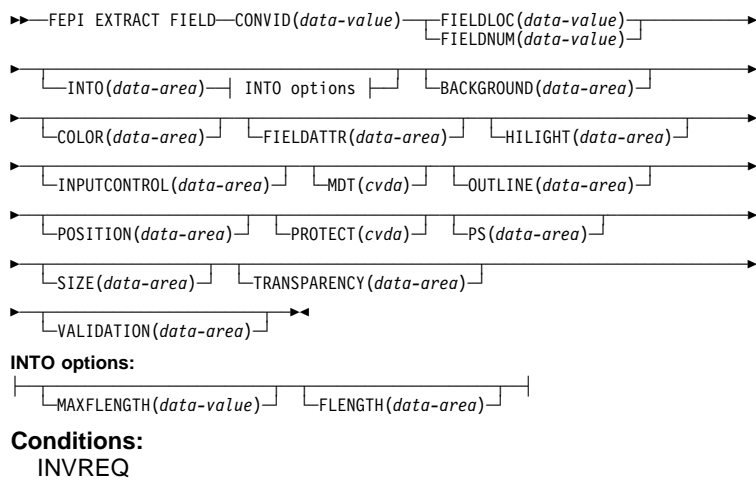 FEPI EXTRACT FIELD CONVID(data-value) FIELDLOC(data-value)
FIELDNUM(data-value)
INTO(data-area) INTO options BACKGROUND(data-area)
COLOR(data-area) FIELDATTR(data-area) HILIGHT(data-area)
INPUTCONTROL(data-area) MDT(cvda) OUTLINE(data-area)
POSITION(data-area) PROTECT(cvda) PS(data-area)
SIZE(data-area) TRANSPARENCY(data-area)
VALIDATION(data-area)
INTO options:
MAXFLENGTH(data-value) FLENGTH(data-area)
Conditions:
INVREQ